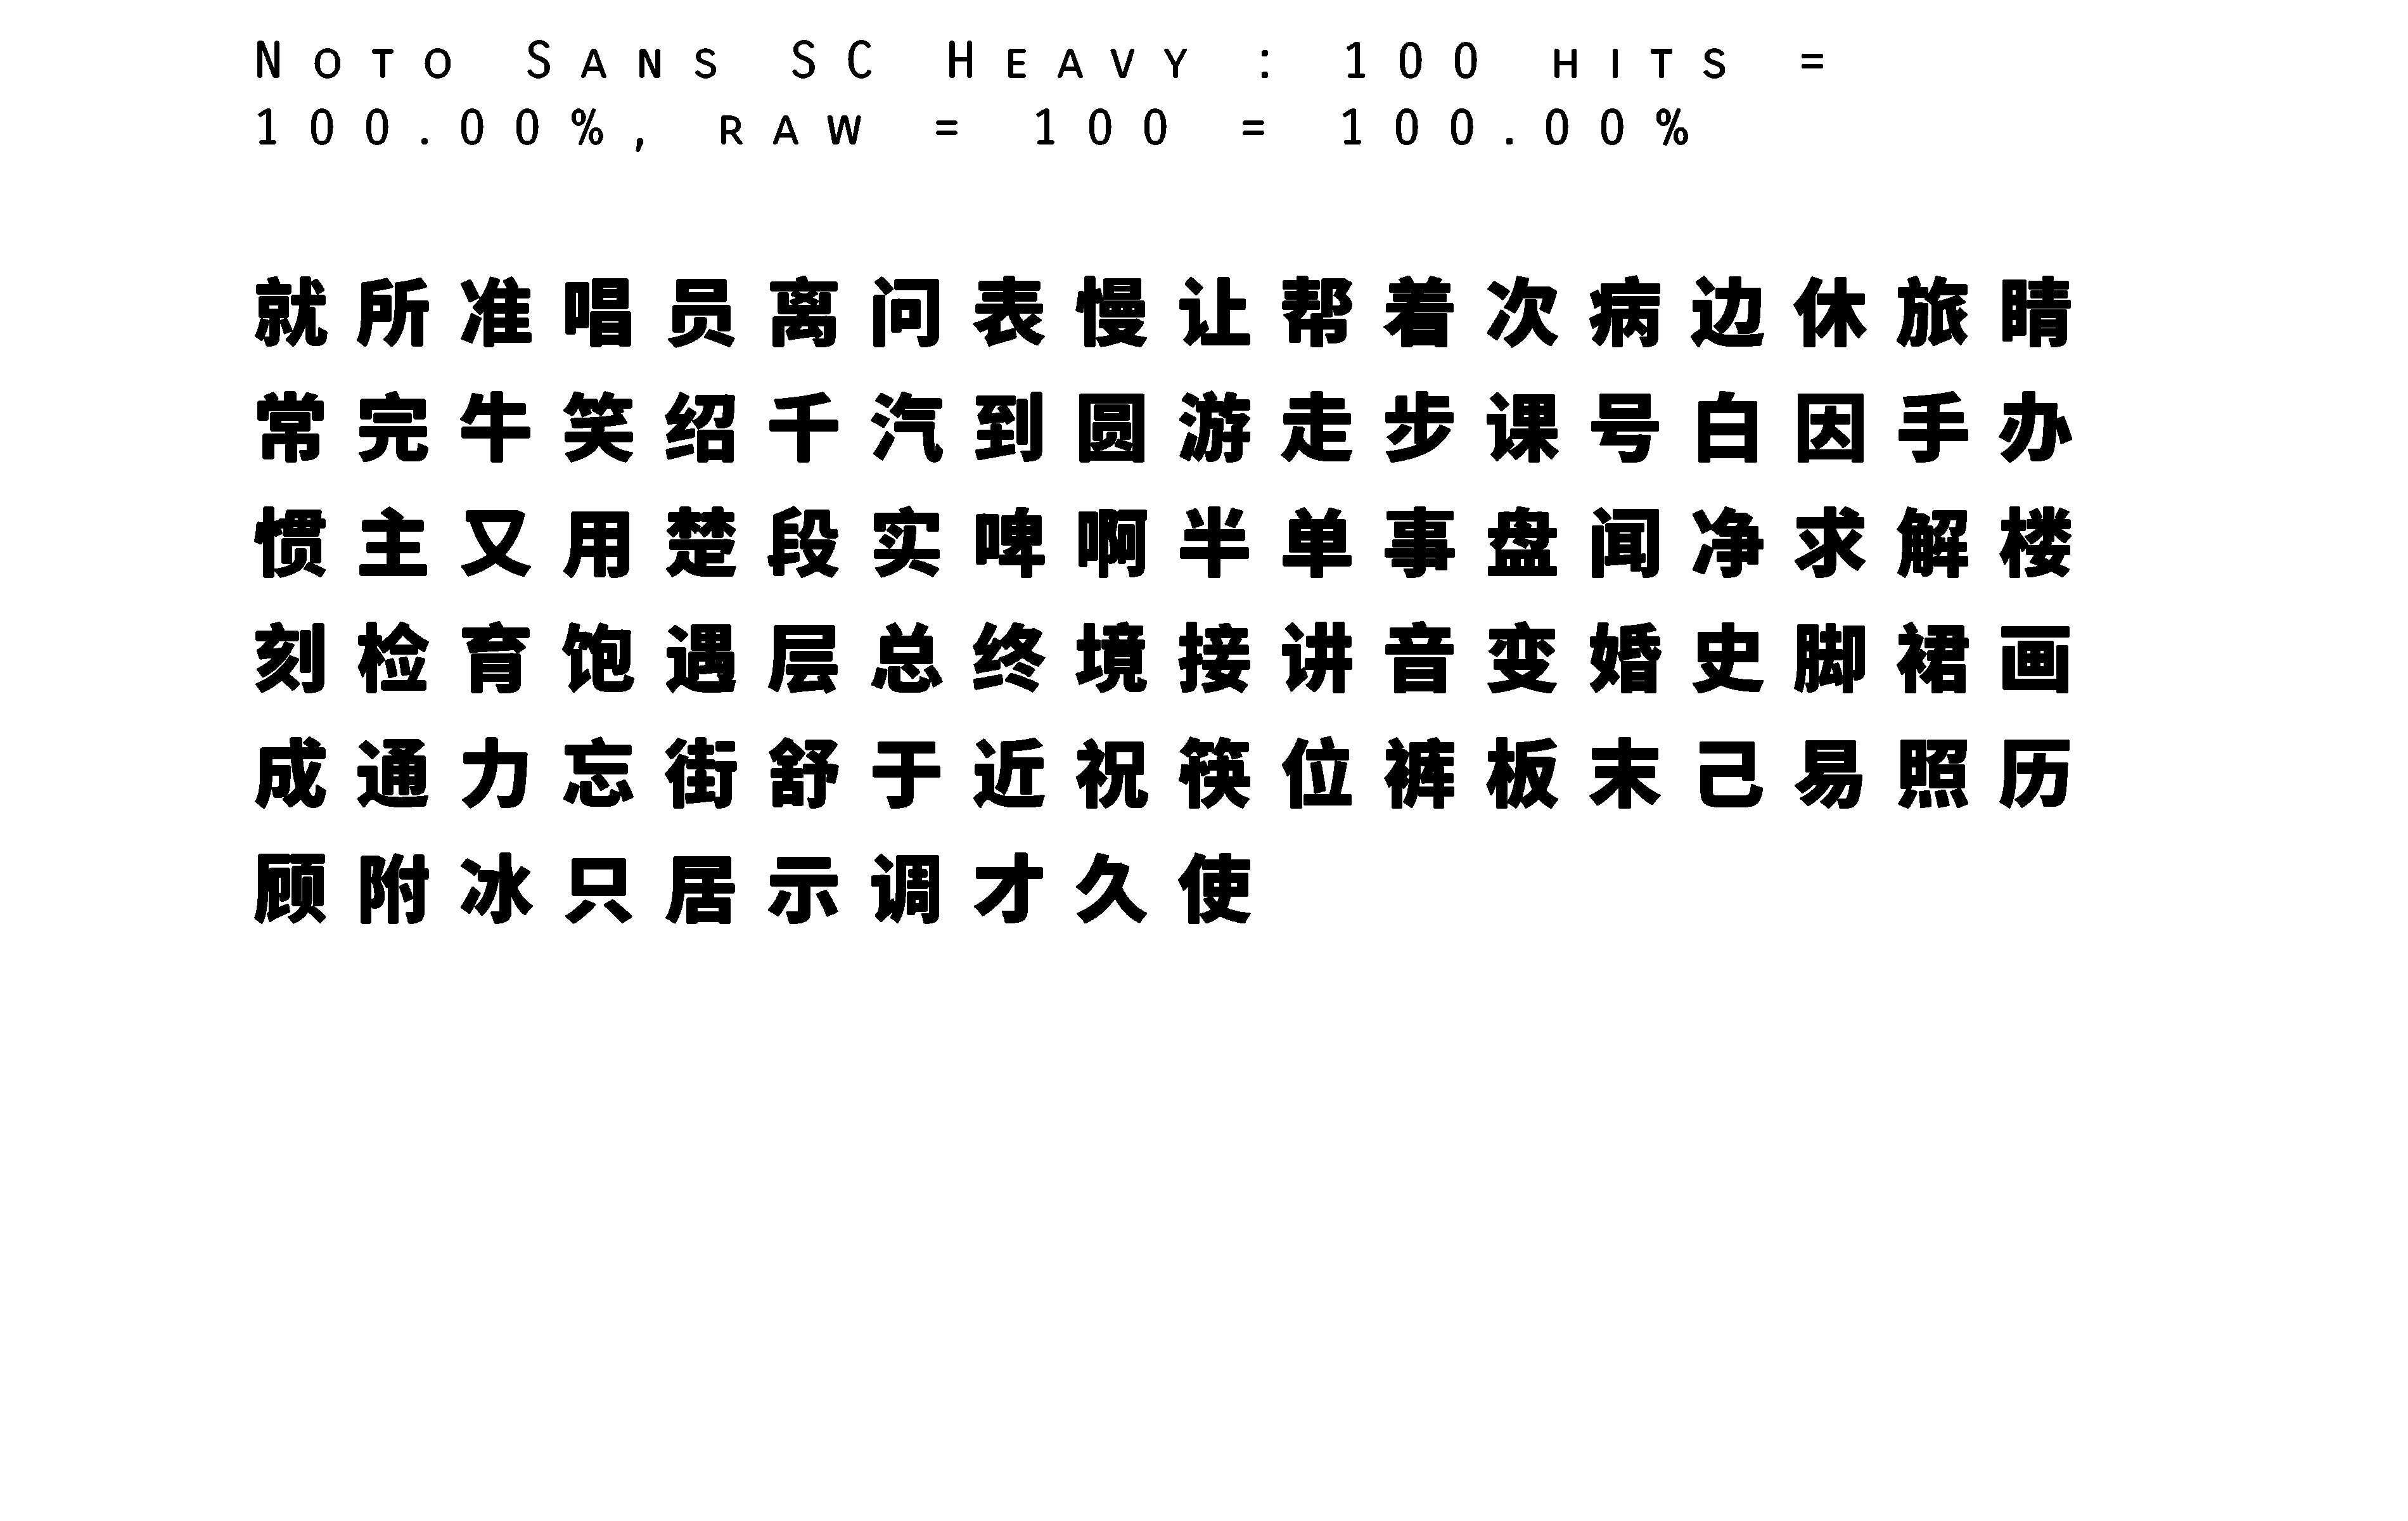 Noto Sans SC Heavy : 100 hits =
100.00%, raw = 100 = 100.00%
就所准唱员离问表慢让帮着次病边休旅睛
常完牛笑绍千汽到圆游走步课号白因手办
惯主又用楚段实啤啊半单事盘闻净求解楼
刻检育饱遇层总终境接讲音变婚史脚裙画
成通力忘街舒于近祝筷位裤板末己易照历
顾附冰只居示调才久使